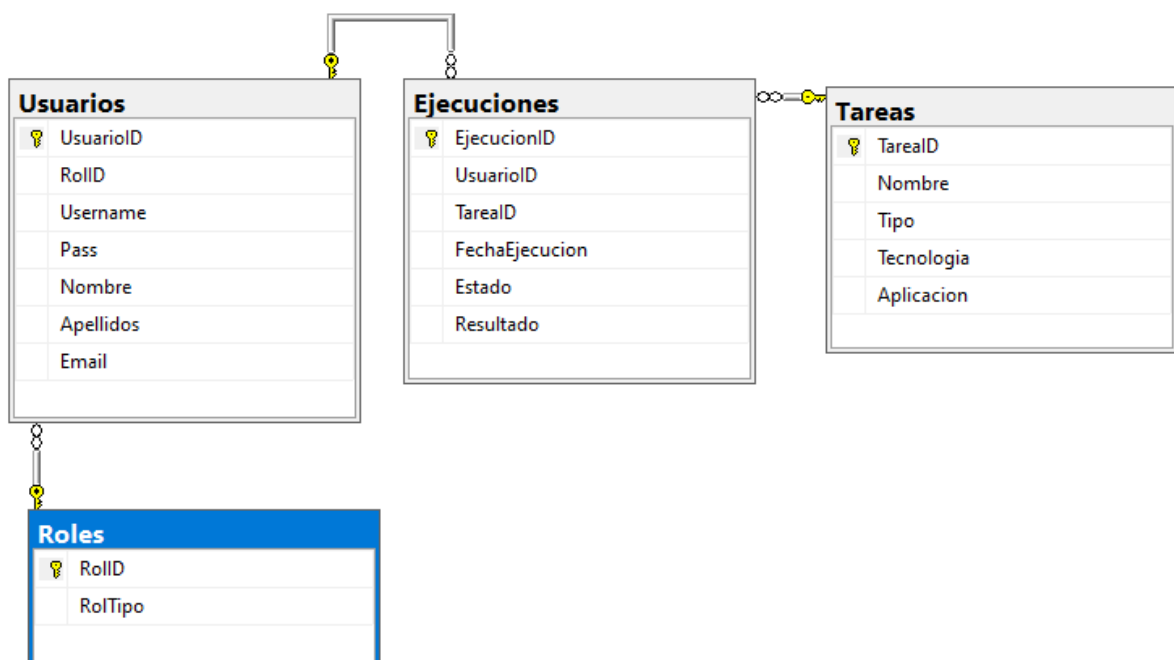 Usuarios
UsuarioID
RolID
Username
Pass
Nombre
Apellidos
Email
Ejecuciones
EjecucionID
UsuarioID
TareaID
FechaEjecucion
Estado
Resultado
Tareas
TareaID
Nombre
Tipo
Tecnologia
Aplicacion
Roles
RolID
RolTipo